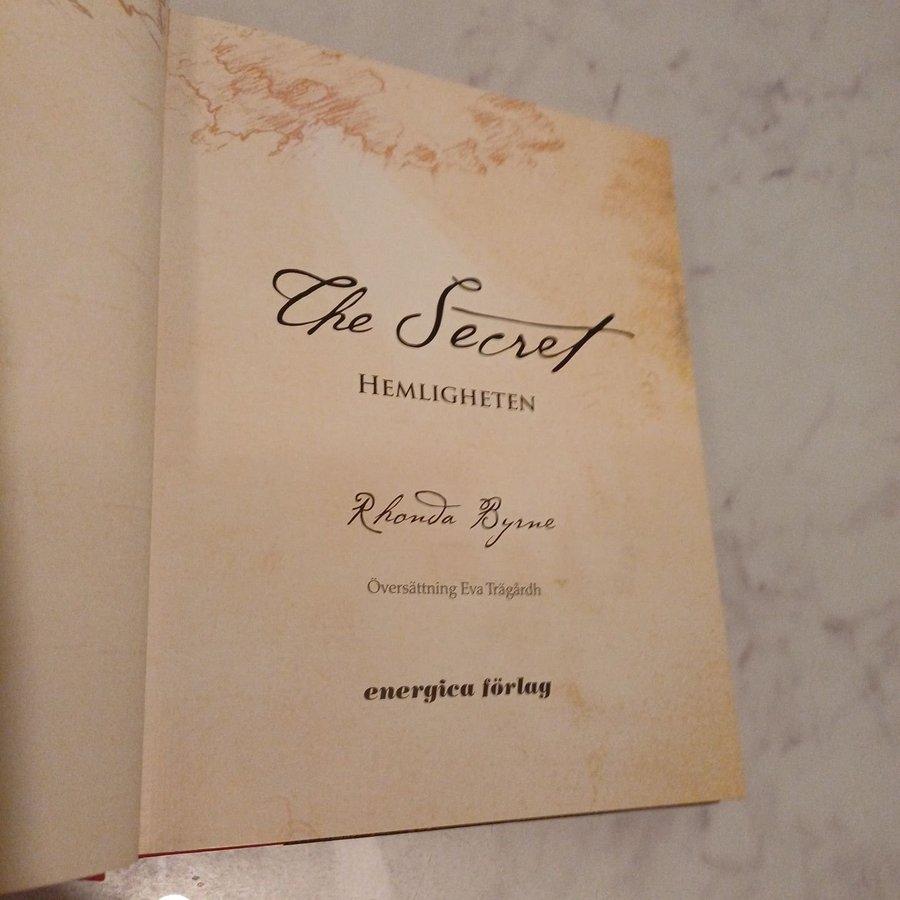 The Secret
HEMLIGHETEN
Rhonda Byrne
Översättning Eva Trägårdh
energica förlag